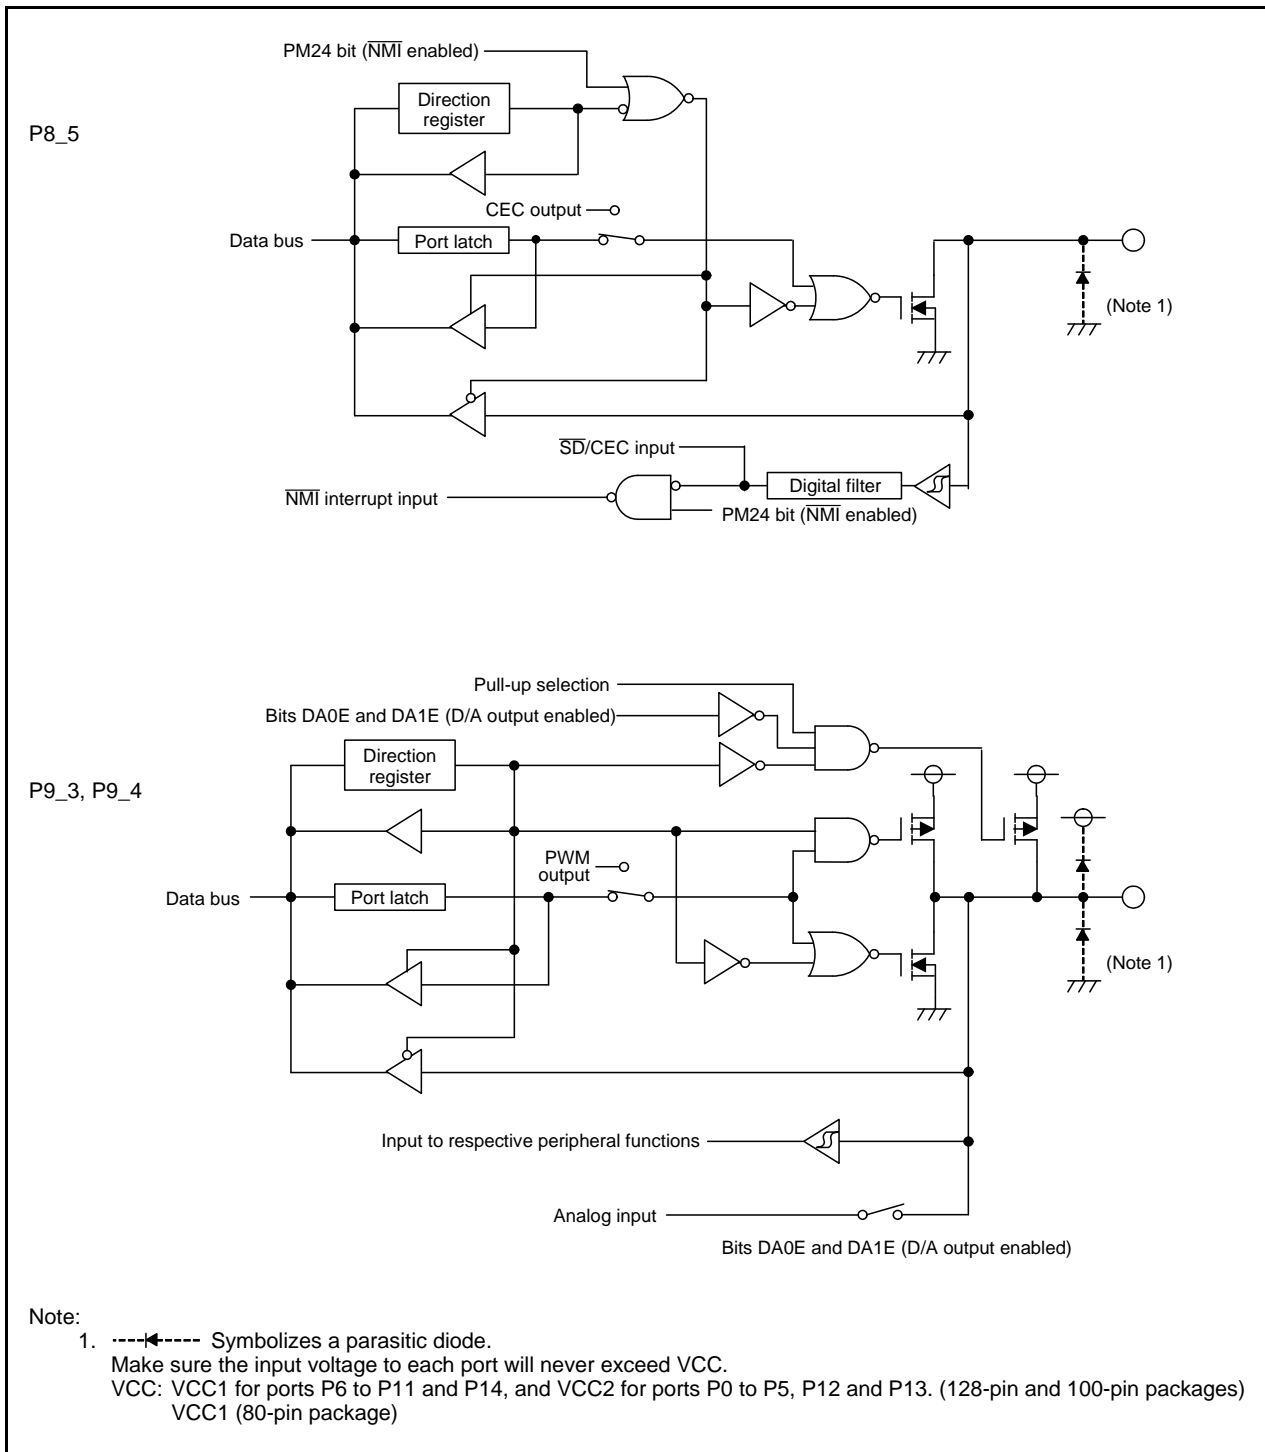 PM24 bit (NMI enabled)
Direction
register
P8_5
CEC output
Data bus
Port latch
(Note 1)
SD/CEC input
Digital filter
NMI interrupt input
PM24 bit (NMI enabled)
Pull-up selection
Bits DA0E and DA1E (D/A output enabled)
Direction
register
P9_3, P9_4
PWM
output
Data bus
Port latch
(Note 1)
Input to respective peripheral functions
Analog input
Bits DA0E and DA1E (D/A output enabled)
Note:
1. Symbolizes a parasitic diode.
Make sure the input voltage to each port will never exceed VCC.
VCC: VCC1 for ports P6 to P11 and P14, and VCC2 for ports P0 to P5, P12 and P13. (128-pin and 100-pin packages)
VCC1 (80-pin package)